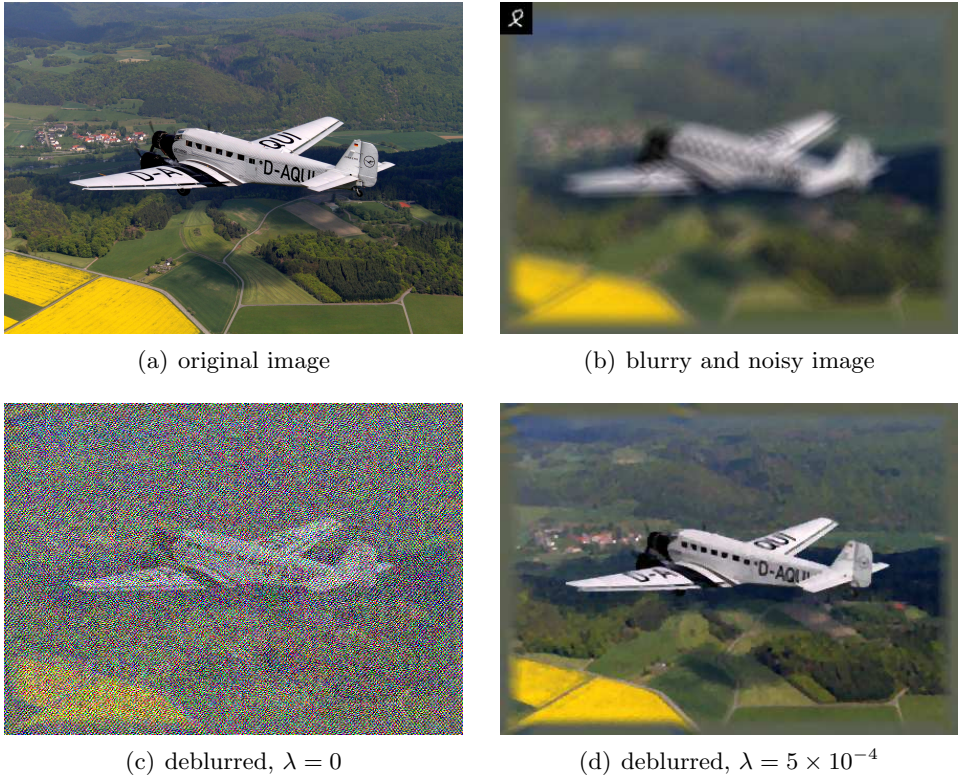 QUI
D-AQUI
D-A
(a) original image
(b) blurry and noisy image
(c) deblurred, λ = 0
QUI
D-AQUI
D-A
(d) deblurred, λ = 5 × 10⁻⁴